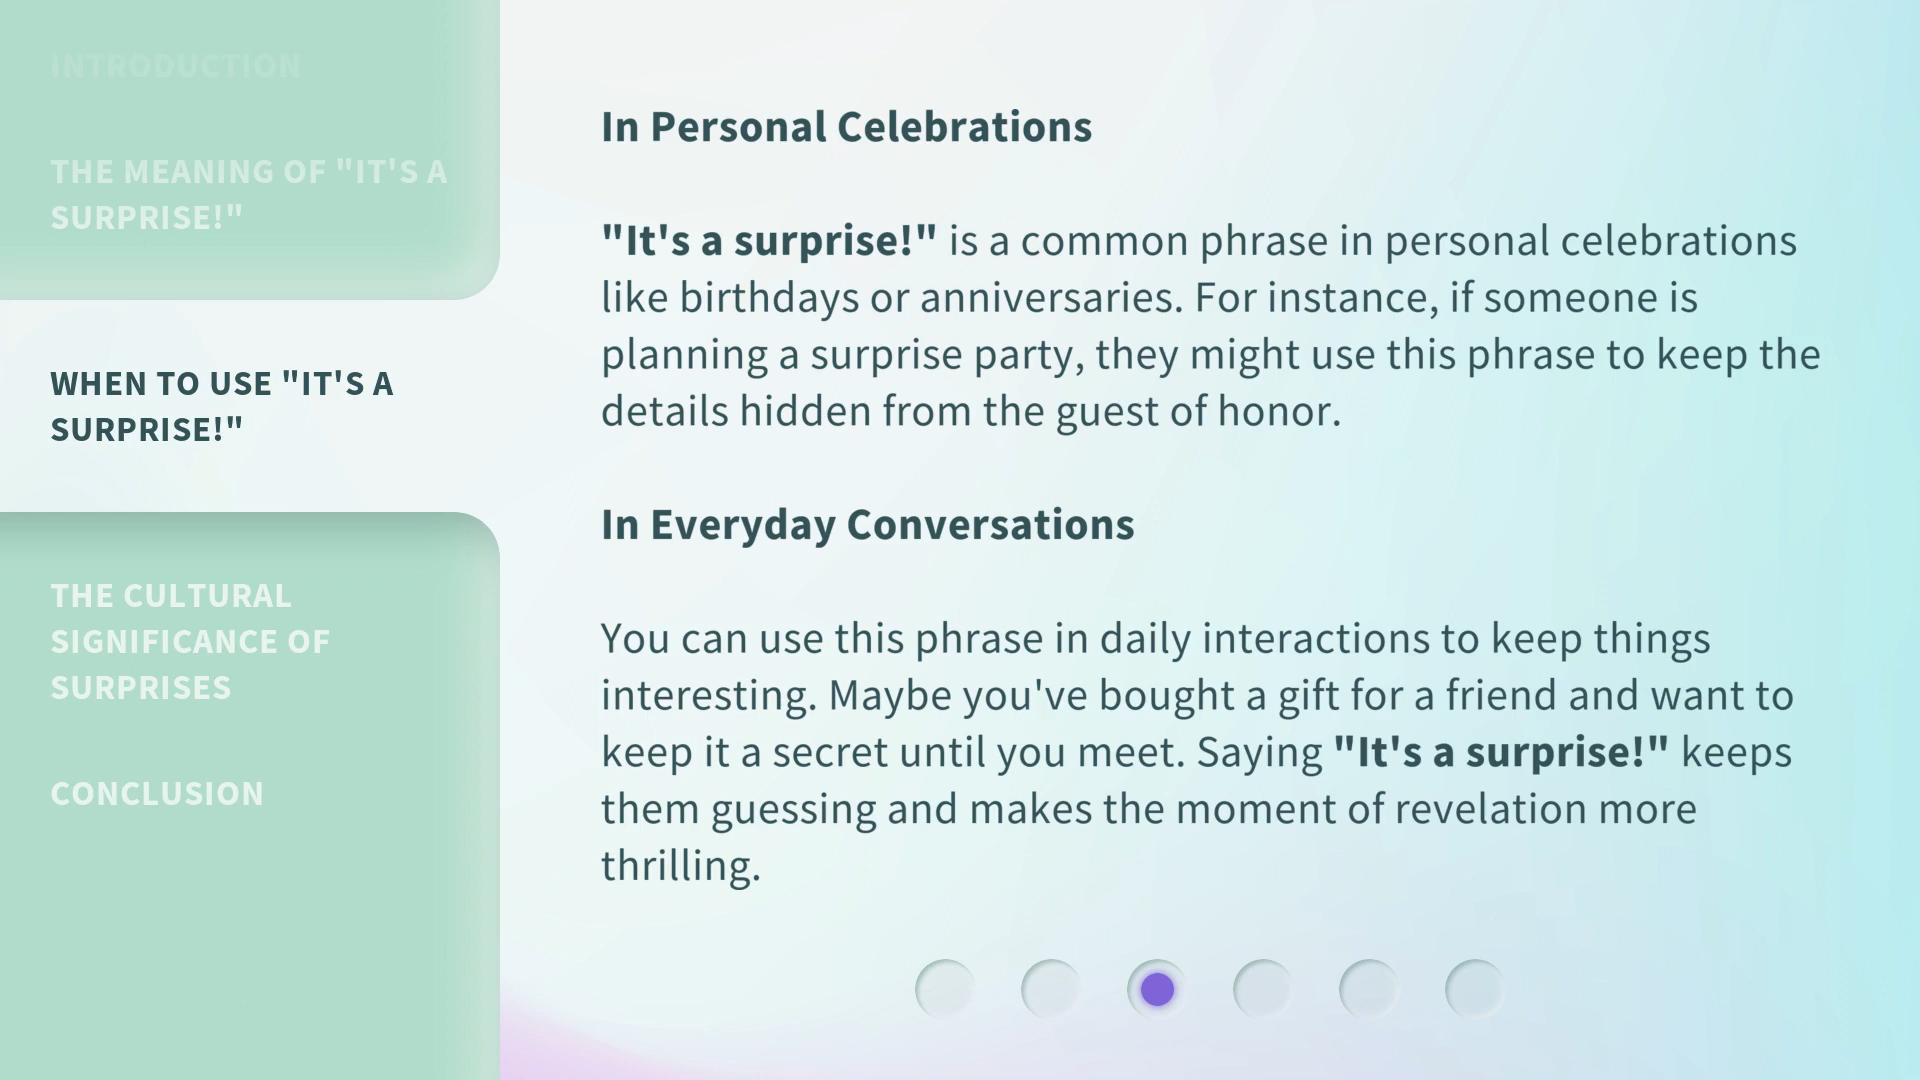 INTRODUCTION
THE MEANING OF "IT'S A
SURPRISE!"
WHEN TO USE "IT'S A
SURPRISE!"
THE CULTURAL
SIGNIFICANCE OF
SURPRISES
CONCLUSION
In Personal Celebrations
"It's a surprise!" is a common phrase in personal celebrations
like birthdays or anniversaries. For instance, if someone is
planning a surprise party, they might use this phrase to keep the
details hidden from the guest of honor.
In Everyday Conversations
You can use this phrase in daily interactions to keep things
interesting. Maybe you've bought a gift for a friend and want to
keep it a secret until you meet. Saying "It's a surprise!" keeps
them guessing and makes the moment of revelation more
thrilling.